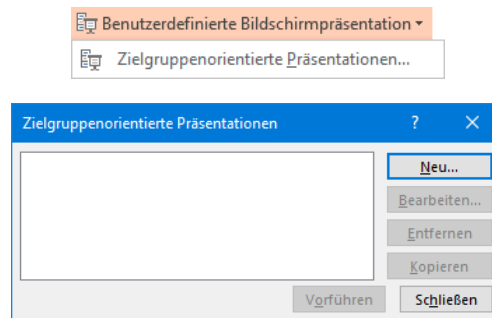 Benutzerdefinierte Bildschirmpräsentation
Zielgruppenorientierte Präsentationen...
Zielgruppenorientierte Präsentationen ? ×
Neu...
Bearbeiten...
Entfernen
Kopieren
Vorführen Schließen